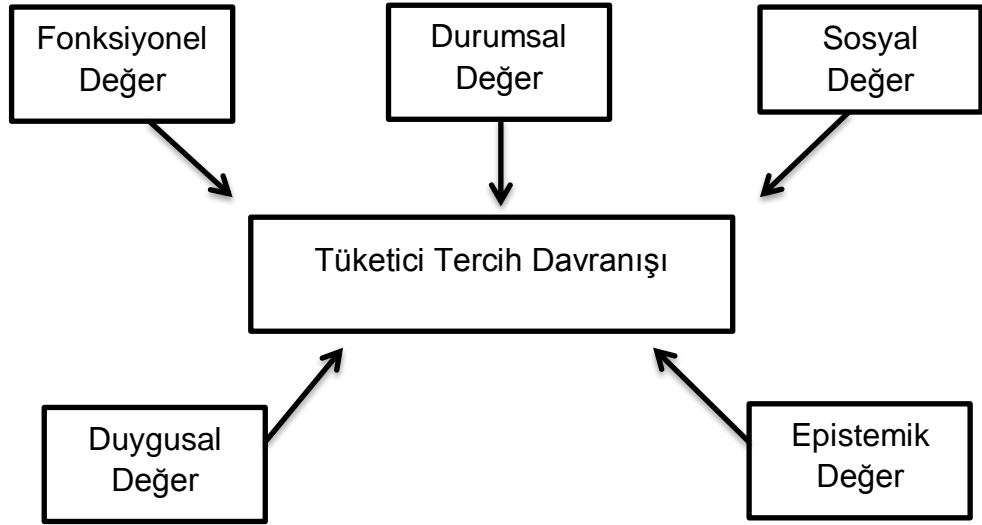 Fonksiyonel
Değer
Durumsal
Değer
Sosyal
Değer
Tüketici Tercih Davranışı
Duygusal
Değer
Epistemik
Değer